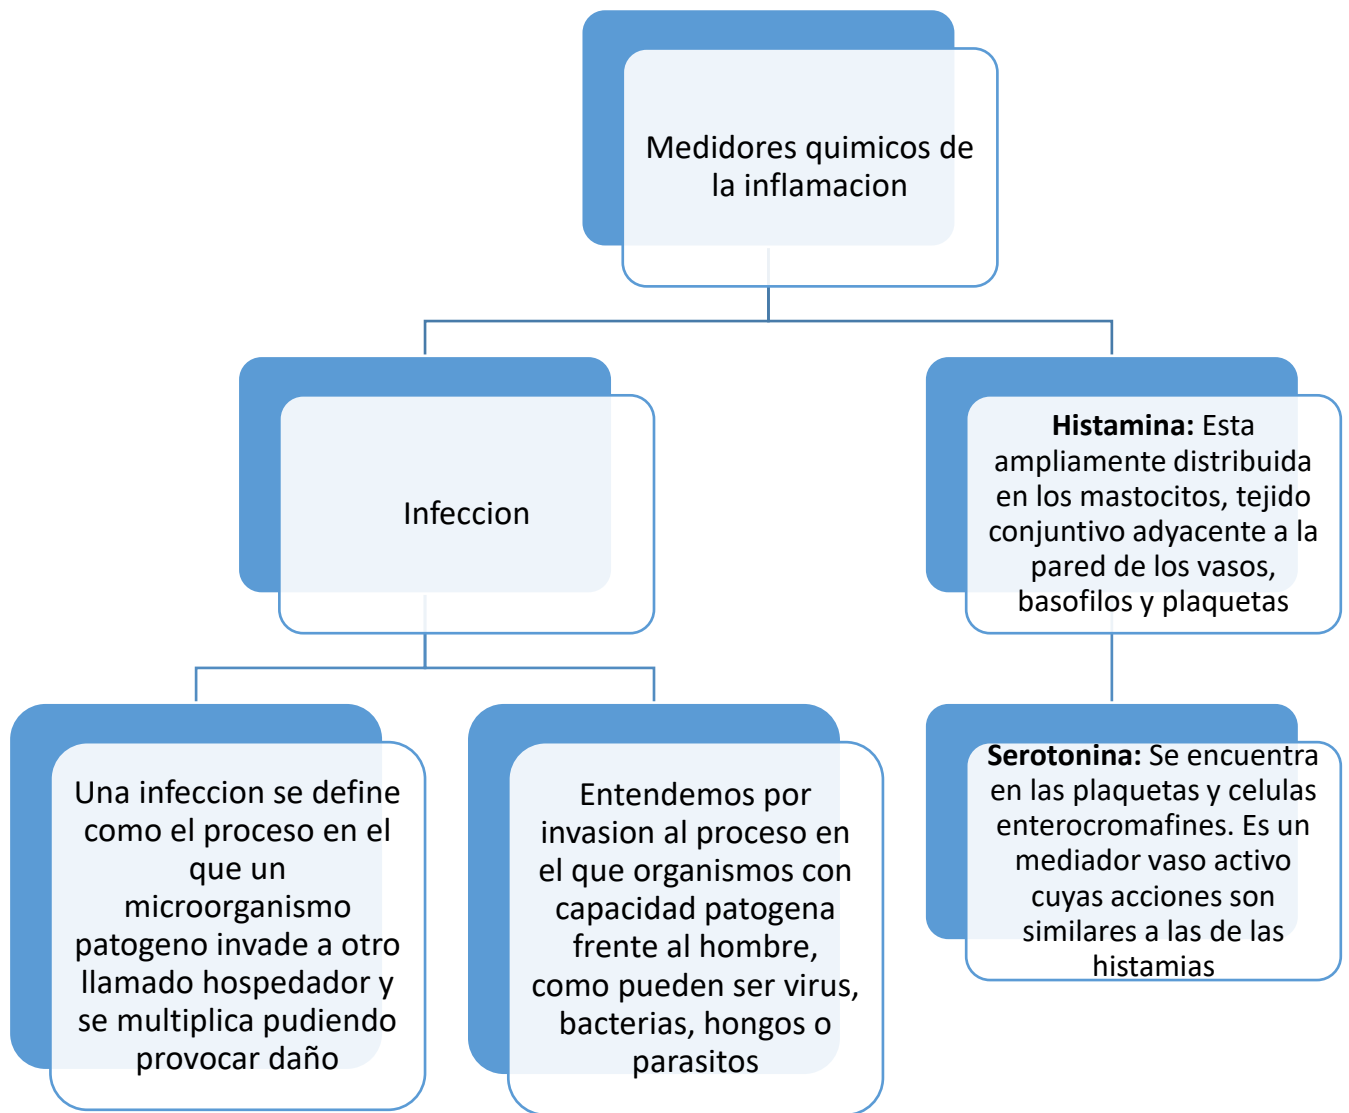 Medidores quimicos de
la inflamacion
Infeccion
Histamina: Esta
ampliamente distribuida
en los mastocitos, tejido
conjuntivo adyacente a la
pared de los vasos,
basofilos y plaquetas
Una infeccion se define
como el proceso en el
que un
microorganismo
patogeno invade a otro
llamado hospedador y
se multiplica pudiendo
provocar daño
Entendemos por
invasion al proceso en
el que organismos con
capacidad patogena
frente al hombre,
como pueden ser virus,
bacterias, hongos o
parasitos
Serotonina: Se encuentra
en las plaquetas y celulas
enterocromafines. Es un
mediador vaso activo
cuyas acciones son
similares a las de las
histamias